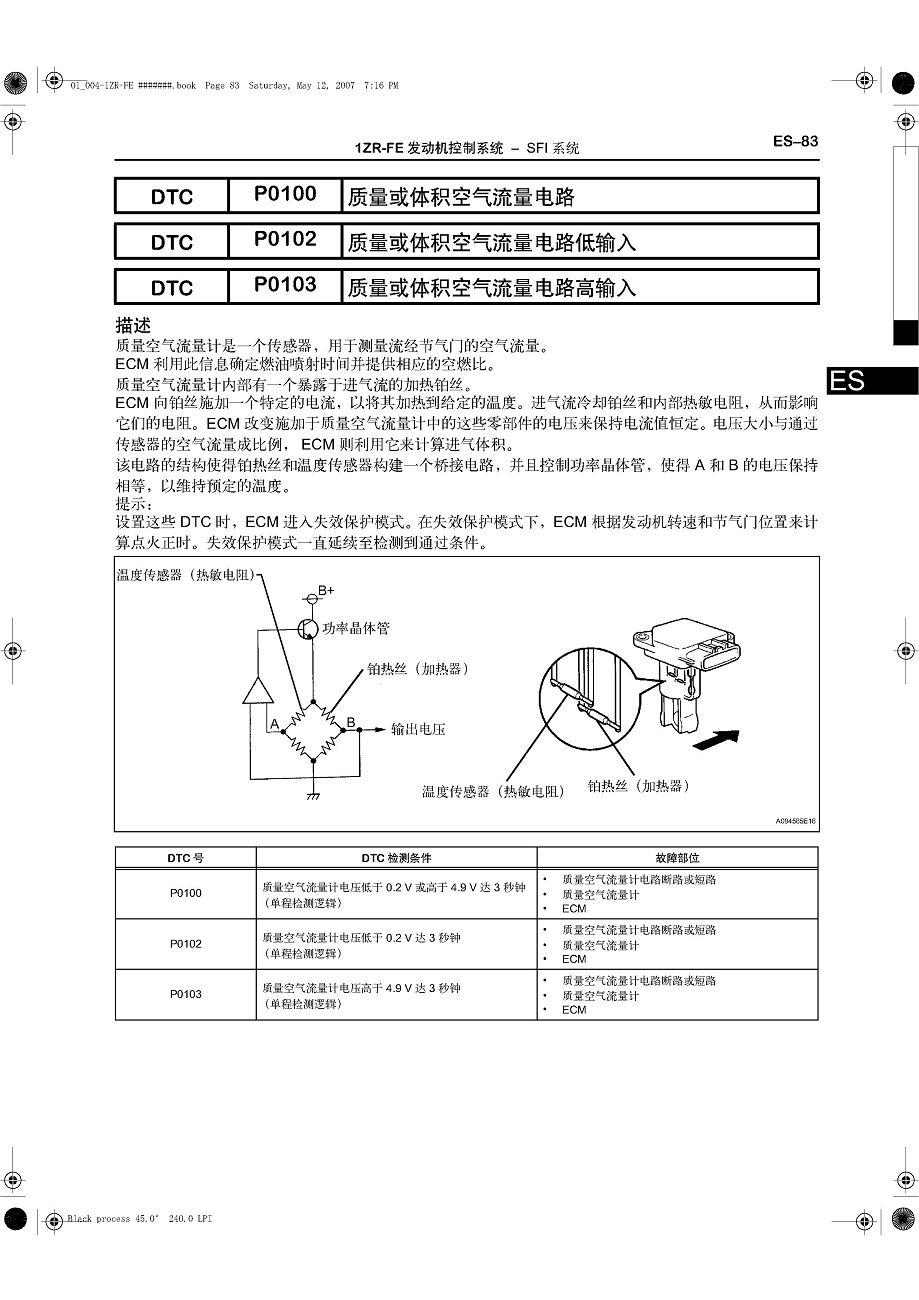 01_004-1ZR-FE #######.book Page 83 Saturday, May 12, 2007 7:16 PM
1ZR-FE 发动机控制系统 – SFI 系统
ES–83
DTC P0100 质量或体积空气流量电路
DTC P0102 质量或体积空气流量电路低输入
DTC P0103 质量或体积空气流量电路高输入
描述
质量空气流量计是一个传感器，用于测量流经节气门的空气流量。
ECM 利用此信息确定燃油喷射时间并提供相应的空燃比。
质量空气流量计内部有一个暴露于进气流的加热铂丝。
ES
ECM 向铂丝施加一个特定的电流，以将其加热到给定的温度。进气流冷却铂丝和内部热敏电阻，从而影响
它们的电阻。ECM 改变施加于质量空气流量计中的这些零部件的电压来保持电流值恒定。电压大小与通过
传感器的空气流量成比例， ECM 则利用它来计算进气体积。
该电路的结构使得铂热丝和温度传感器构建一个桥接电路，并且控制功率晶体管，使得 A 和 B 的电压保持
相等，以维持预定的温度。
提示：
设置这些 DTC 时，ECM 进入失效保护模式。在失效保护模式下，ECM 根据发动机转速和节气门位置来计
算点火正时。失效保护模式一直延续至检测到通过条件。
温度传感器（热敏电阻）
B+
功率晶体管
铂热丝（加热器）
A
B
输出电压
温度传感器（热敏电阻）
铂热丝（加热器）
A094565E16
DTC 号 DTC 检测条件 故障部位
P0100
质量空气流量计电压低于 0.2 V 或高于 4.9 V 达 3 秒钟
（单程检测逻辑）
• 质量空气流量计电路断路或短路
• 质量空气流量计
• ECM
P0102
质量空气流量计电压低于 0.2 V 达 3 秒钟
（单程检测逻辑）
• 质量空气流量计电路断路或短路
• 质量空气流量计
• ECM
P0103
质量空气流量计电压高于 4.9 V 达 3 秒钟
（单程检测逻辑）
• 质量空气流量计电路断路或短路
• 质量空气流量计
• ECM
Black process 45.0° 240.0 LPI